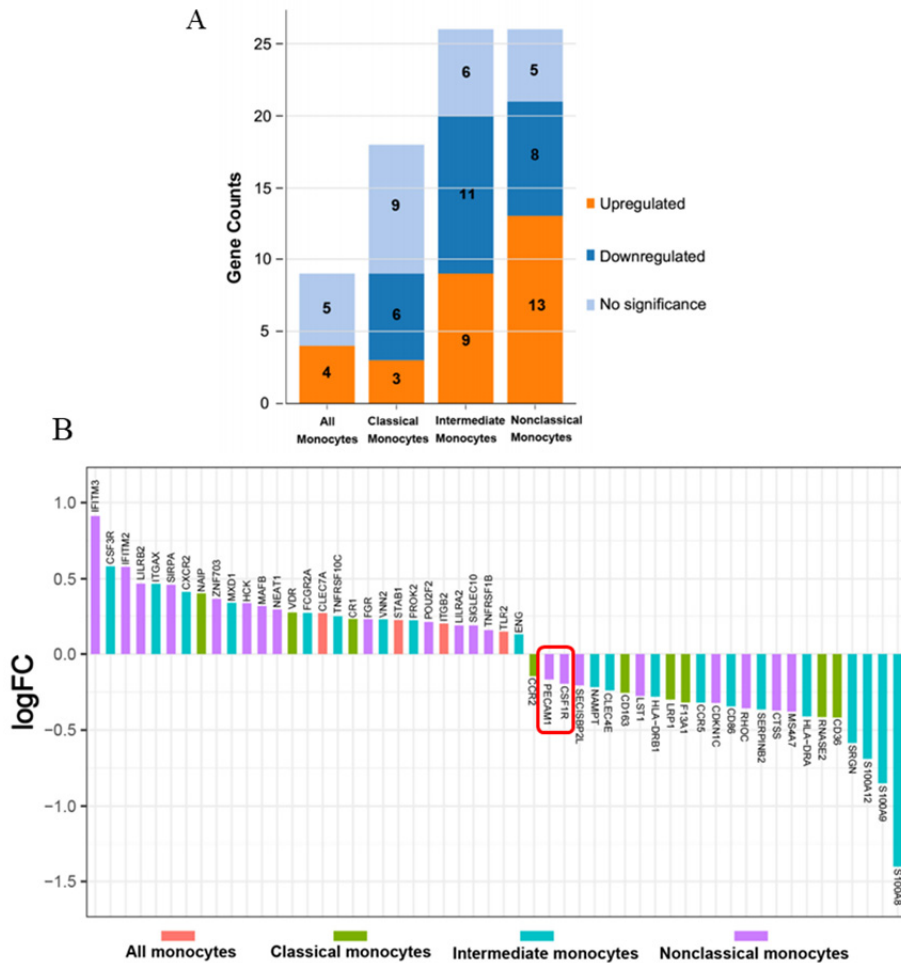 A
25
20
15
10
5
0
Gene Counts
5
4
9
6
3
6
11
9
5
8
13
All Monocytes
Classical Monocytes
Intermediate Monocytes
Nonclassical Monocytes
Upregulated
Downregulated
No significance
B
1.0
0.5
0.0
−0.5
−1.0
−1.5
logFC
IFITM3
CSF3R
IFITM2
LILRB2
ITGAX
SIRPA
CXCR2
NAIP
ZNF703
MXD1
HCK
MAFB
NEAT1
VDR
FCGR2A
CLEC7A
TNFRSF10C
CR1
FGR
VNN2
STAB1
FROK2
POU2F2
ITGB2
LILRA2
SIGLEC10
TNFRSF1B
TLF2
ENG
CCR2
PECAM1
CSF1R
SECISBP2L
NAMPT
CLEC4E
CD163
LST1
HLA−DRB1
LRP1
F13A1
CCR5
CDKN1C
CD86
RHOC
SERPINB2
CTSS
MS4A7
HLA−DRA
RNASE2
CD36
SRGN
S100A12
S100A9
S100A8
All monocytes
Classical monocytes
Intermediate monocytes
Nonclassical monocytes